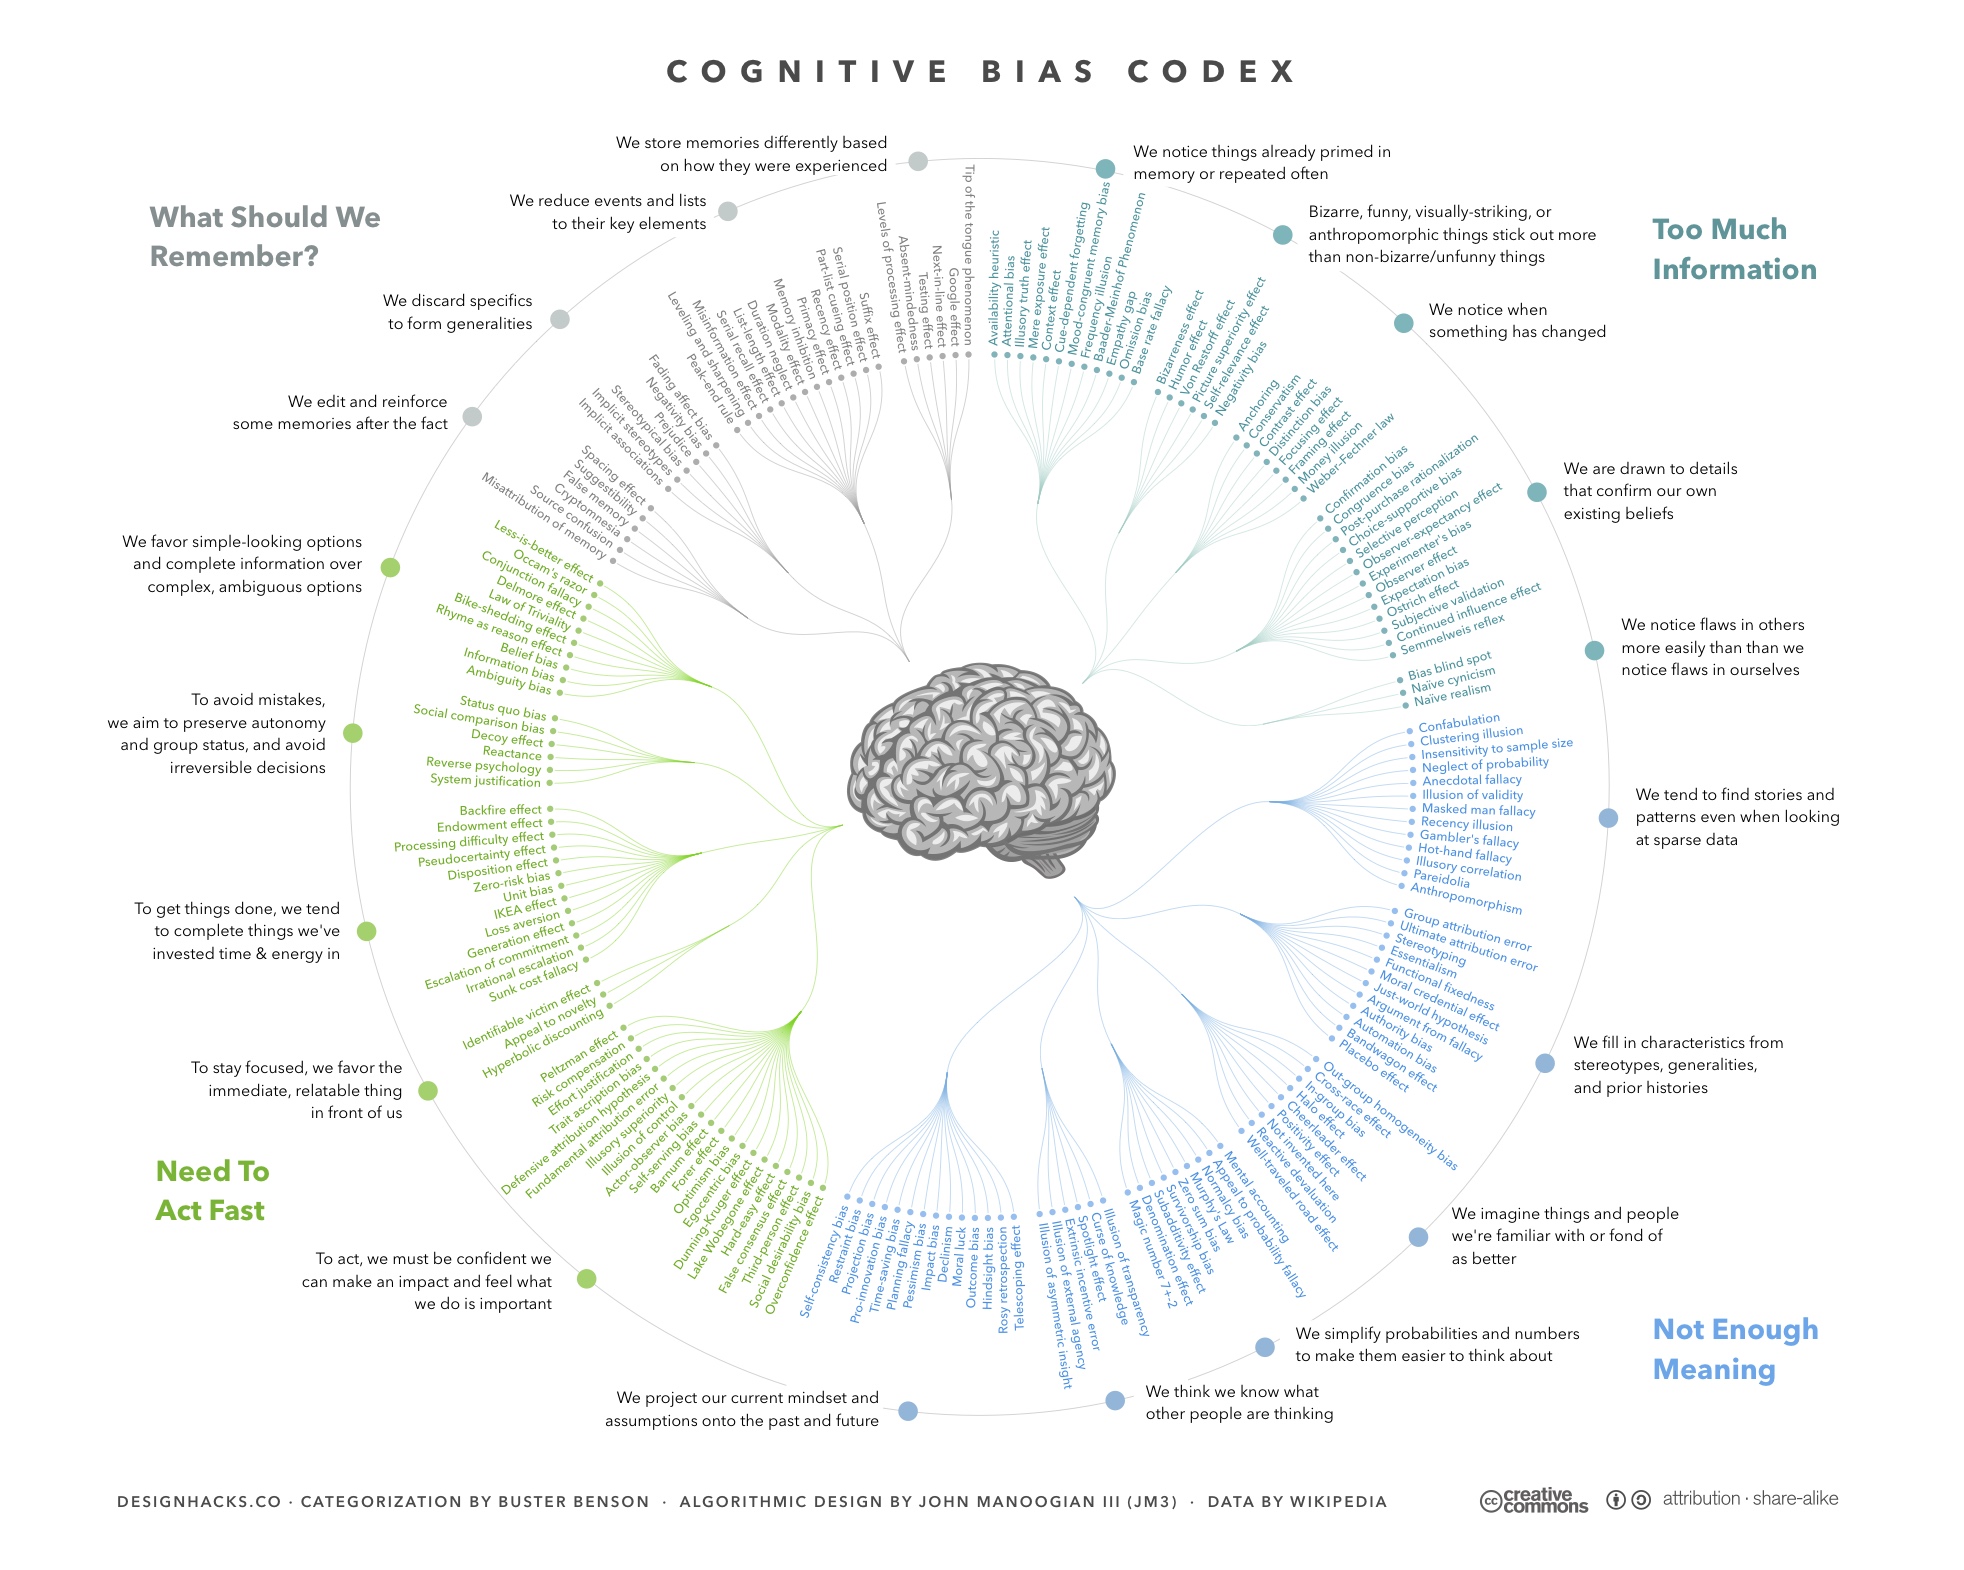 COGNITIVE BIAS CODEX
What Should We
Remember?
We store memories differently based
on how they were experienced
Levels of processing effect
Absent-mindedness
Testing effect
Next-in-line effect
Google effect
Tip of the tongue phenomenon
We reduce events and lists
to their key elements
Suffix effect
Serial position effect
Part-list cueing effect
Recency effect
Primacy effect
Memory inhibition
Modality effect
Duration neglect
List-length effect
Serial recall effect
Misinformation effect
Leveling and sharpening
Peak-end rule
We discard specifics
to form generalities
Fading affect bias
Negativity bias
Prejudice
Stereotypical bias
Implicit stereotypes
Implicit associations
We edit and reinforce
some memories after the fact
Spacing effect
Suggestibility
False memory
Cryptomnesia
Source confusion
Misattribution of memory
Too Much
Information
We notice things already primed in
memory or repeated often
Availability heuristic
Attentional bias
Illusory truth effect
Mere exposure effect
Context effect
Cue-dependent forgetting
Mood-congruent memory bias
Frequency illusion
Baader-Meinhof Phenomenon
Empathy gap
Omission bias
Base rate fallacy
Bizarre, funny, visually-striking, or
anthropomorphic things stick out more
than non-bizarre/unfunny things
Bizarreness effect
Humor effect
Von Restorff effect
Picture superiority effect
Self-relevance effect
Negativity bias
We notice when
something has changed
Anchoring
Conservatism
Contrast effect
Distinction bias
Focusing effect
Framing effect
Money illusion
Weber-Fechner law
We are drawn to details
that confirm our own
existing beliefs
Confirmation bias
Congruence bias
Post-purchase rationalization
Choice-supportive bias
Selective perception
Observer-expectancy effect
Experimenter's bias
Observer effect
Expectation bias
Ostrich effect
Subjective validation
Continued influence effect
Semmelweis reflex
We notice flaws in others
more easily than than we
notice flaws in ourselves
Bias blind spot
Naïve cynicism
Naïve realism
We tend to find stories and
patterns even when looking
at sparse data
Confabulation
Clustering illusion
Insensitivity to sample size
Neglect of probability
Anecdotal fallacy
Illusion of validity
Masked man fallacy
Recency illusion
Gambler's fallacy
Hot-hand fallacy
Illusory correlation
Pareidolia
Anthropomorphism
We fill in characteristics from
stereotypes, generalities,
and prior histories
Group attribution error
Ultimate attribution error
Stereotyping
Essentialism
Functional fixedness
Moral credential effect
Just-world hypothesis
Argument from fallacy
Authority bias
Automation bias
Bandwagon effect
Placebo effect
We imagine things and people
we're familiar with or fond of
as better
Out-group homogeneity bias
Cross-race effect
In-group bias
Halo effect
Cheerleader effect
Positivity effect
Not invented here
Reactive devaluation
Well-traveled road effect
Not Enough
Meaning
We simplify probabilities and numbers
to make them easier to think about
Mental accounting
Appeal to probability fallacy
Normalcy bias
Murphy's Law
Zero sum bias
Survivorship bias
Subadditivity effect
Denomination effect
Magic number 7+-2
We think we know what
other people are thinking
Illusion of transparency
Curse of knowledge
Spotlight effect
Extrinsic incentive error
Illusion of external agency
Illusion of asymmetric insight
We project our current mindset and
assumptions onto the past and future
Telescoping effect
Rosy retrospection
Hindsight bias
Outcome bias
Moral luck
Declinism
Impact bias
Pessimism bias
Planning fallacy
Time-saving bias
Pro-innovation bias
Projection bias
Restraint bias
Self-consistency bias
We favor simple-looking options
and complete information over
complex, ambiguous options
Less-is-better effect
Occam's razor
Conjunction fallacy
Delmore effect
Law of Triviality
Bike-shedding effect
Rhyme as reason effect
Belief bias
Information bias
Ambiguity bias
To avoid mistakes,
we aim to preserve autonomy
and group status, and avoid
irreversible decisions
Status quo bias
Social comparison bias
Decoy effect
Reactance
Reverse psychology
System justification
To get things done, we tend
to complete things we've
invested time & energy in
Backfire effect
Endowment effect
Processing difficulty effect
Pseudocertainty effect
Disposition effect
Zero-risk bias
Unit bias
IKEA effect
Loss aversion
Generation effect
Escalation of commitment
Irrational escalation
Sunk cost fallacy
To stay focused, we favor the
immediate, relatable thing
in front of us
Identifiable victim effect
Appeal to novelty
Hyperbolic discounting
Need To
Act Fast
To act, we must be confident we
can make an impact and feel what
we do is important
Peltzman effect
Risk compensation
Effort justification
Trait ascription bias
Defensive attribution hypothesis
Fundamental attribution error
Illusory superiority
Illusion of control
Actor-observer bias
Self-serving bias
Barnum effect
Forer effect
Optimism bias
Egocentric bias
Dunning-Kruger effect
Lake Wobegone effect
Hard-easy effect
False consensus effect
Third-person effect
Social desirability bias
Overconfidence effect
DESIGNHACKS.CO · CATEGORIZATION BY BUSTER BENSON · ALGORITHMIC DESIGN BY JOHN MANOOGIAN III (JM3) · DATA BY WIKIPEDIA
cc creative commons
attribution · share-alike